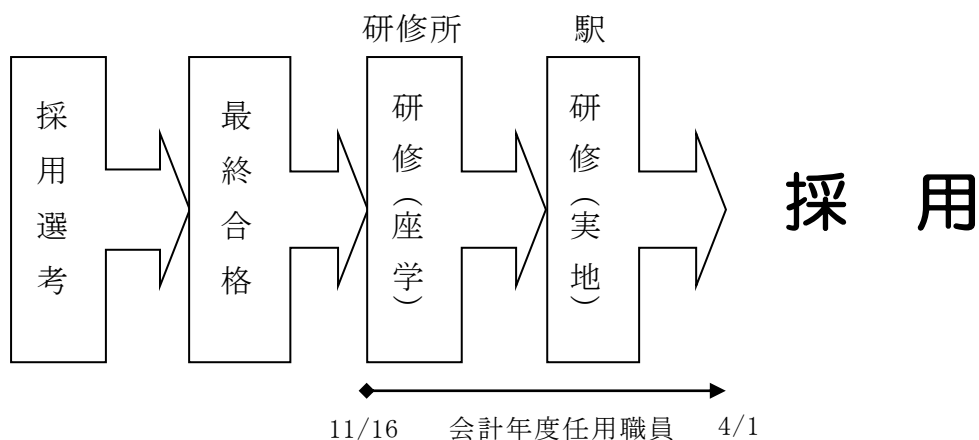 研修所
駅
採用選考
最終合格
研修(座学)
研修(実地)
採 用
11/16 会計年度任用職員 4/1